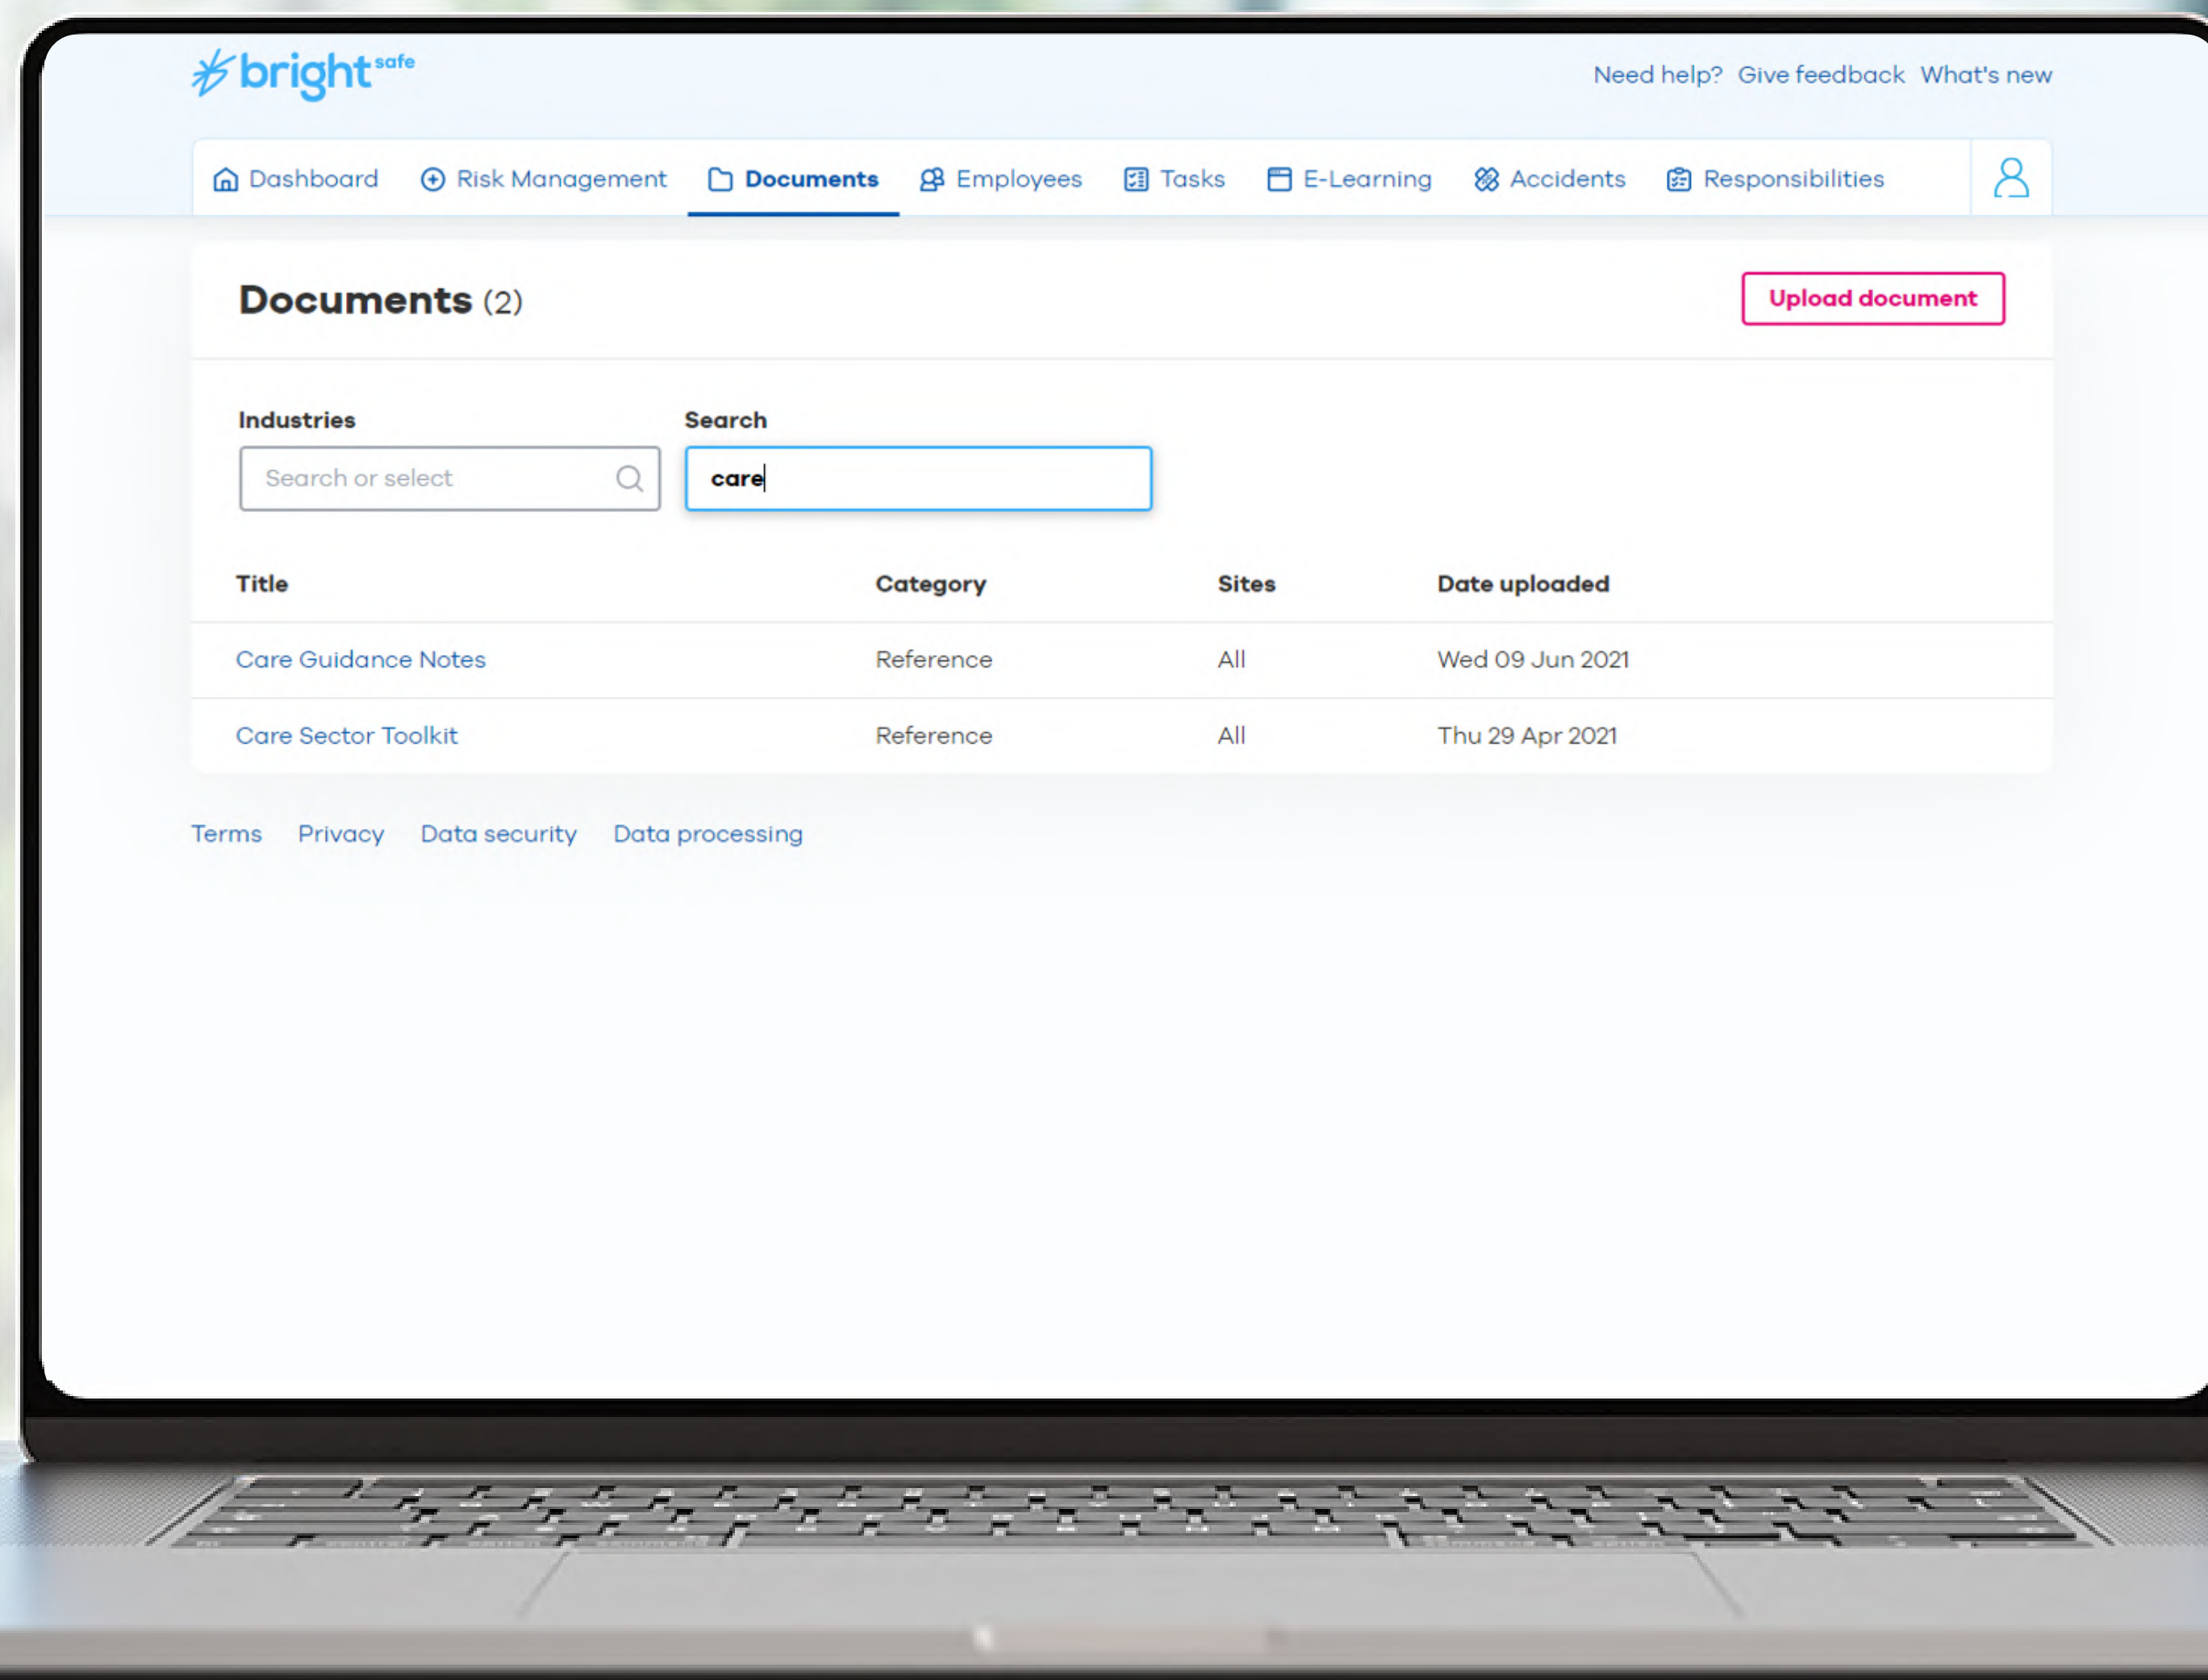 bright safe
Need help? Give feedback What's new
Dashboard Risk Management Documents Employees Tasks E-Learning Accidents Responsibilities
Documents (2)
Upload document
Industries Search
Search or select care
Title Category Sites Date uploaded
Care Guidance Notes Reference All Wed 09 Jun 2021
Care Sector Toolkit Reference All Thu 29 Apr 2021
Terms Privacy Data security Data processing